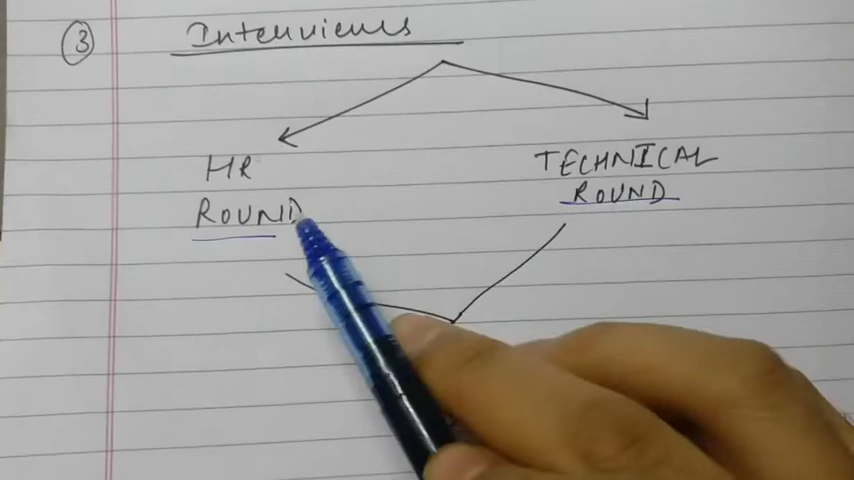 3 Interviews
HR
ROUND
TECHNICAL
ROUND